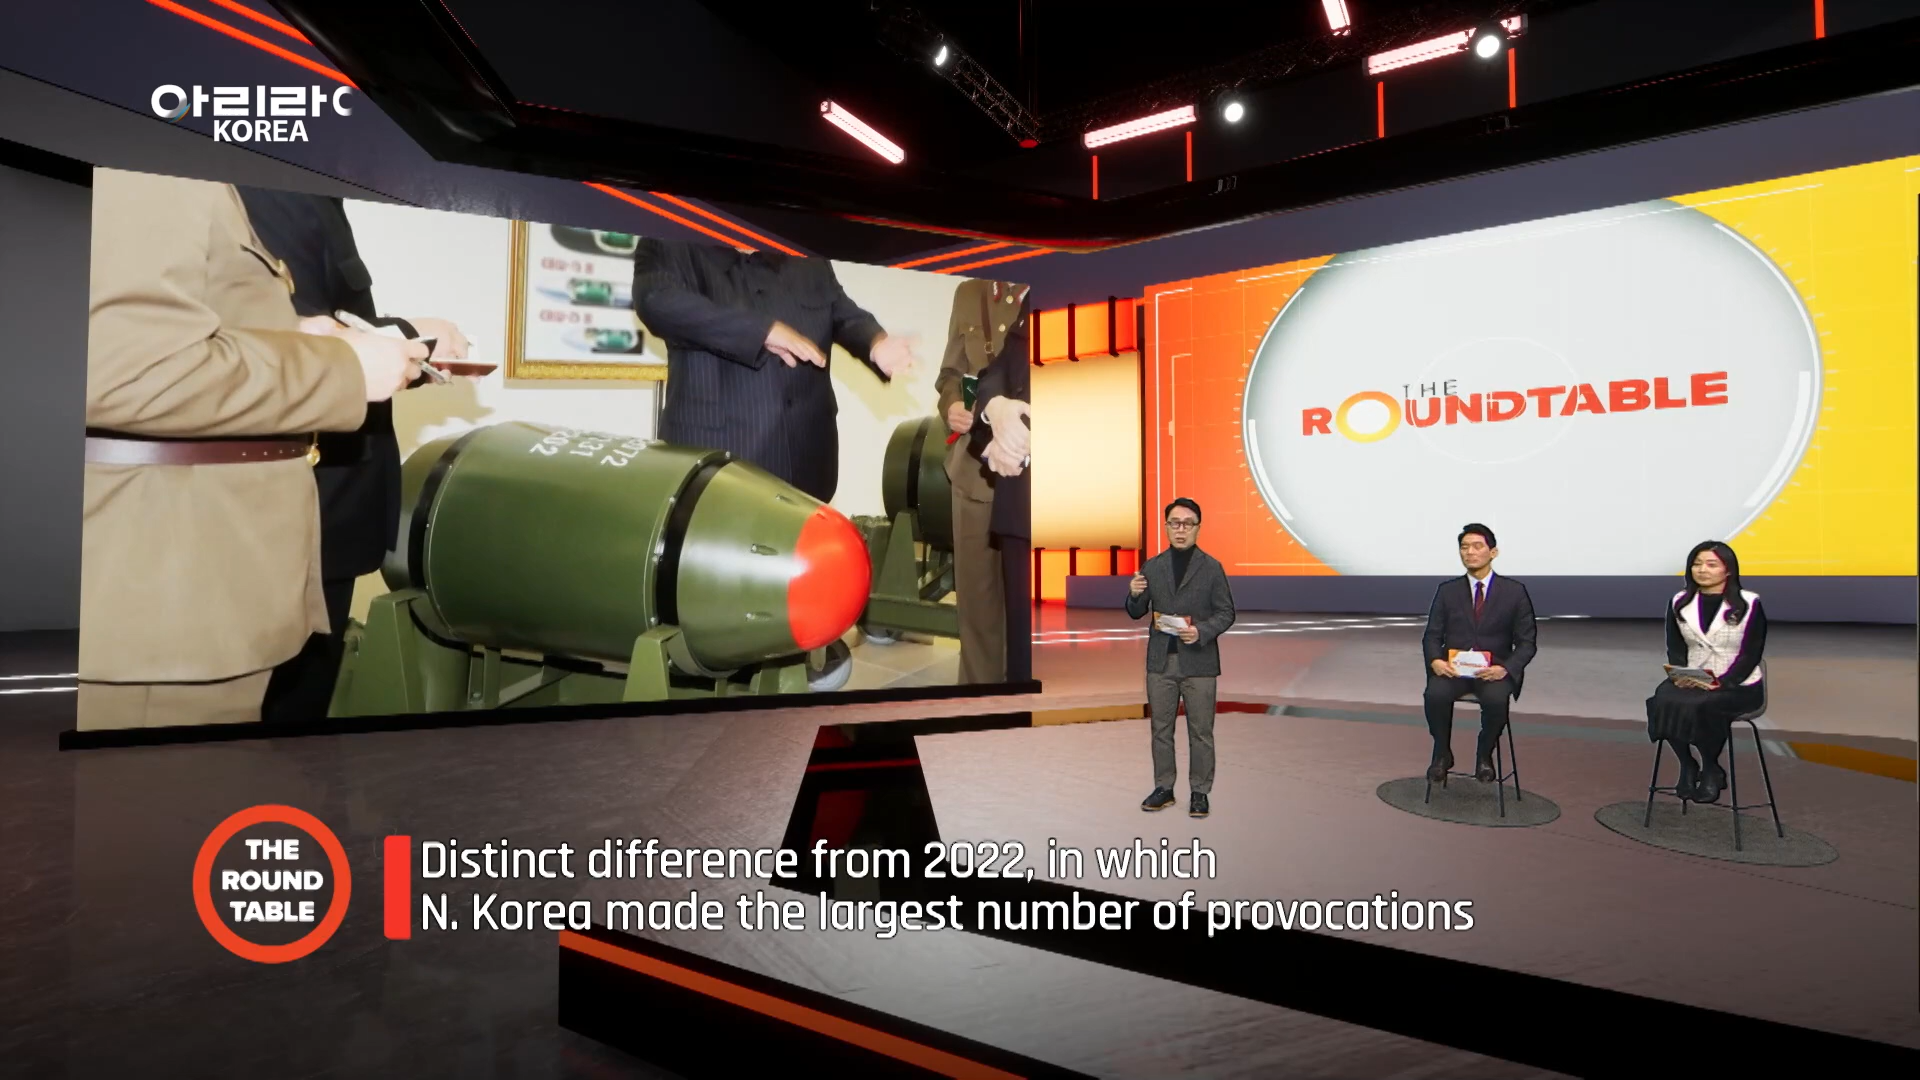 아리랑
KOREA
THE
ROUNDTABLE
THE
ROUND
TABLE
Distinct difference from 2022, in which
N. Korea made the largest number of provocations